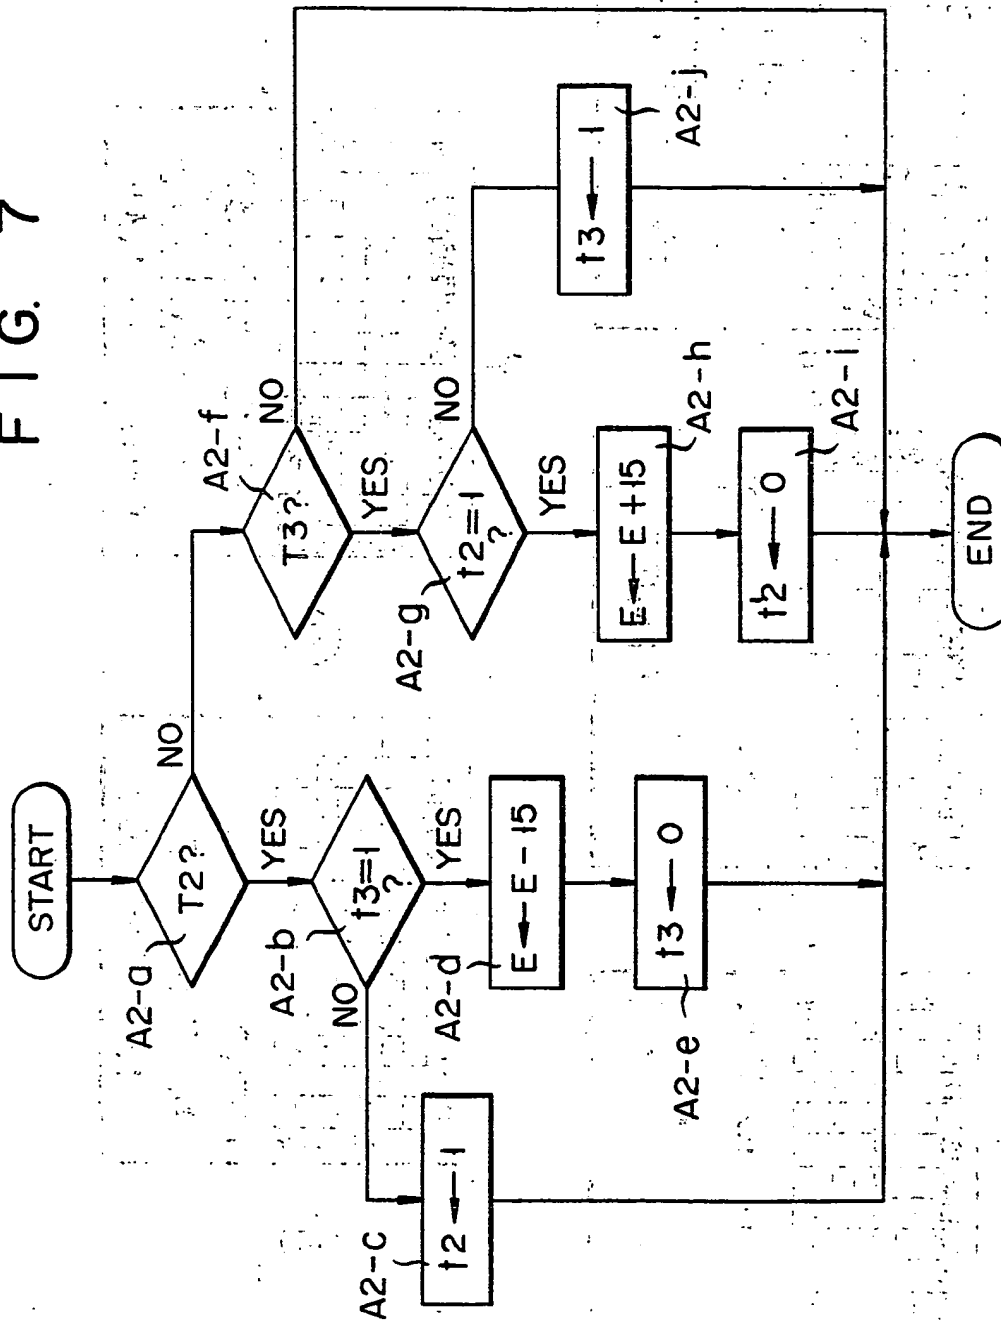 FIG. 7
START
A2-a
T2?
NO
YES
A2-b
t3=1
?
NO
YES
A2-c
t2←1
A2-d
E←E-15
A2-e
t3←0
A2-f
T3?
NO
YES
A2-g
t2=1
?
NO
YES
A2-h
E←E+15
A2-i
t2←0
A2-j
t3←1
END